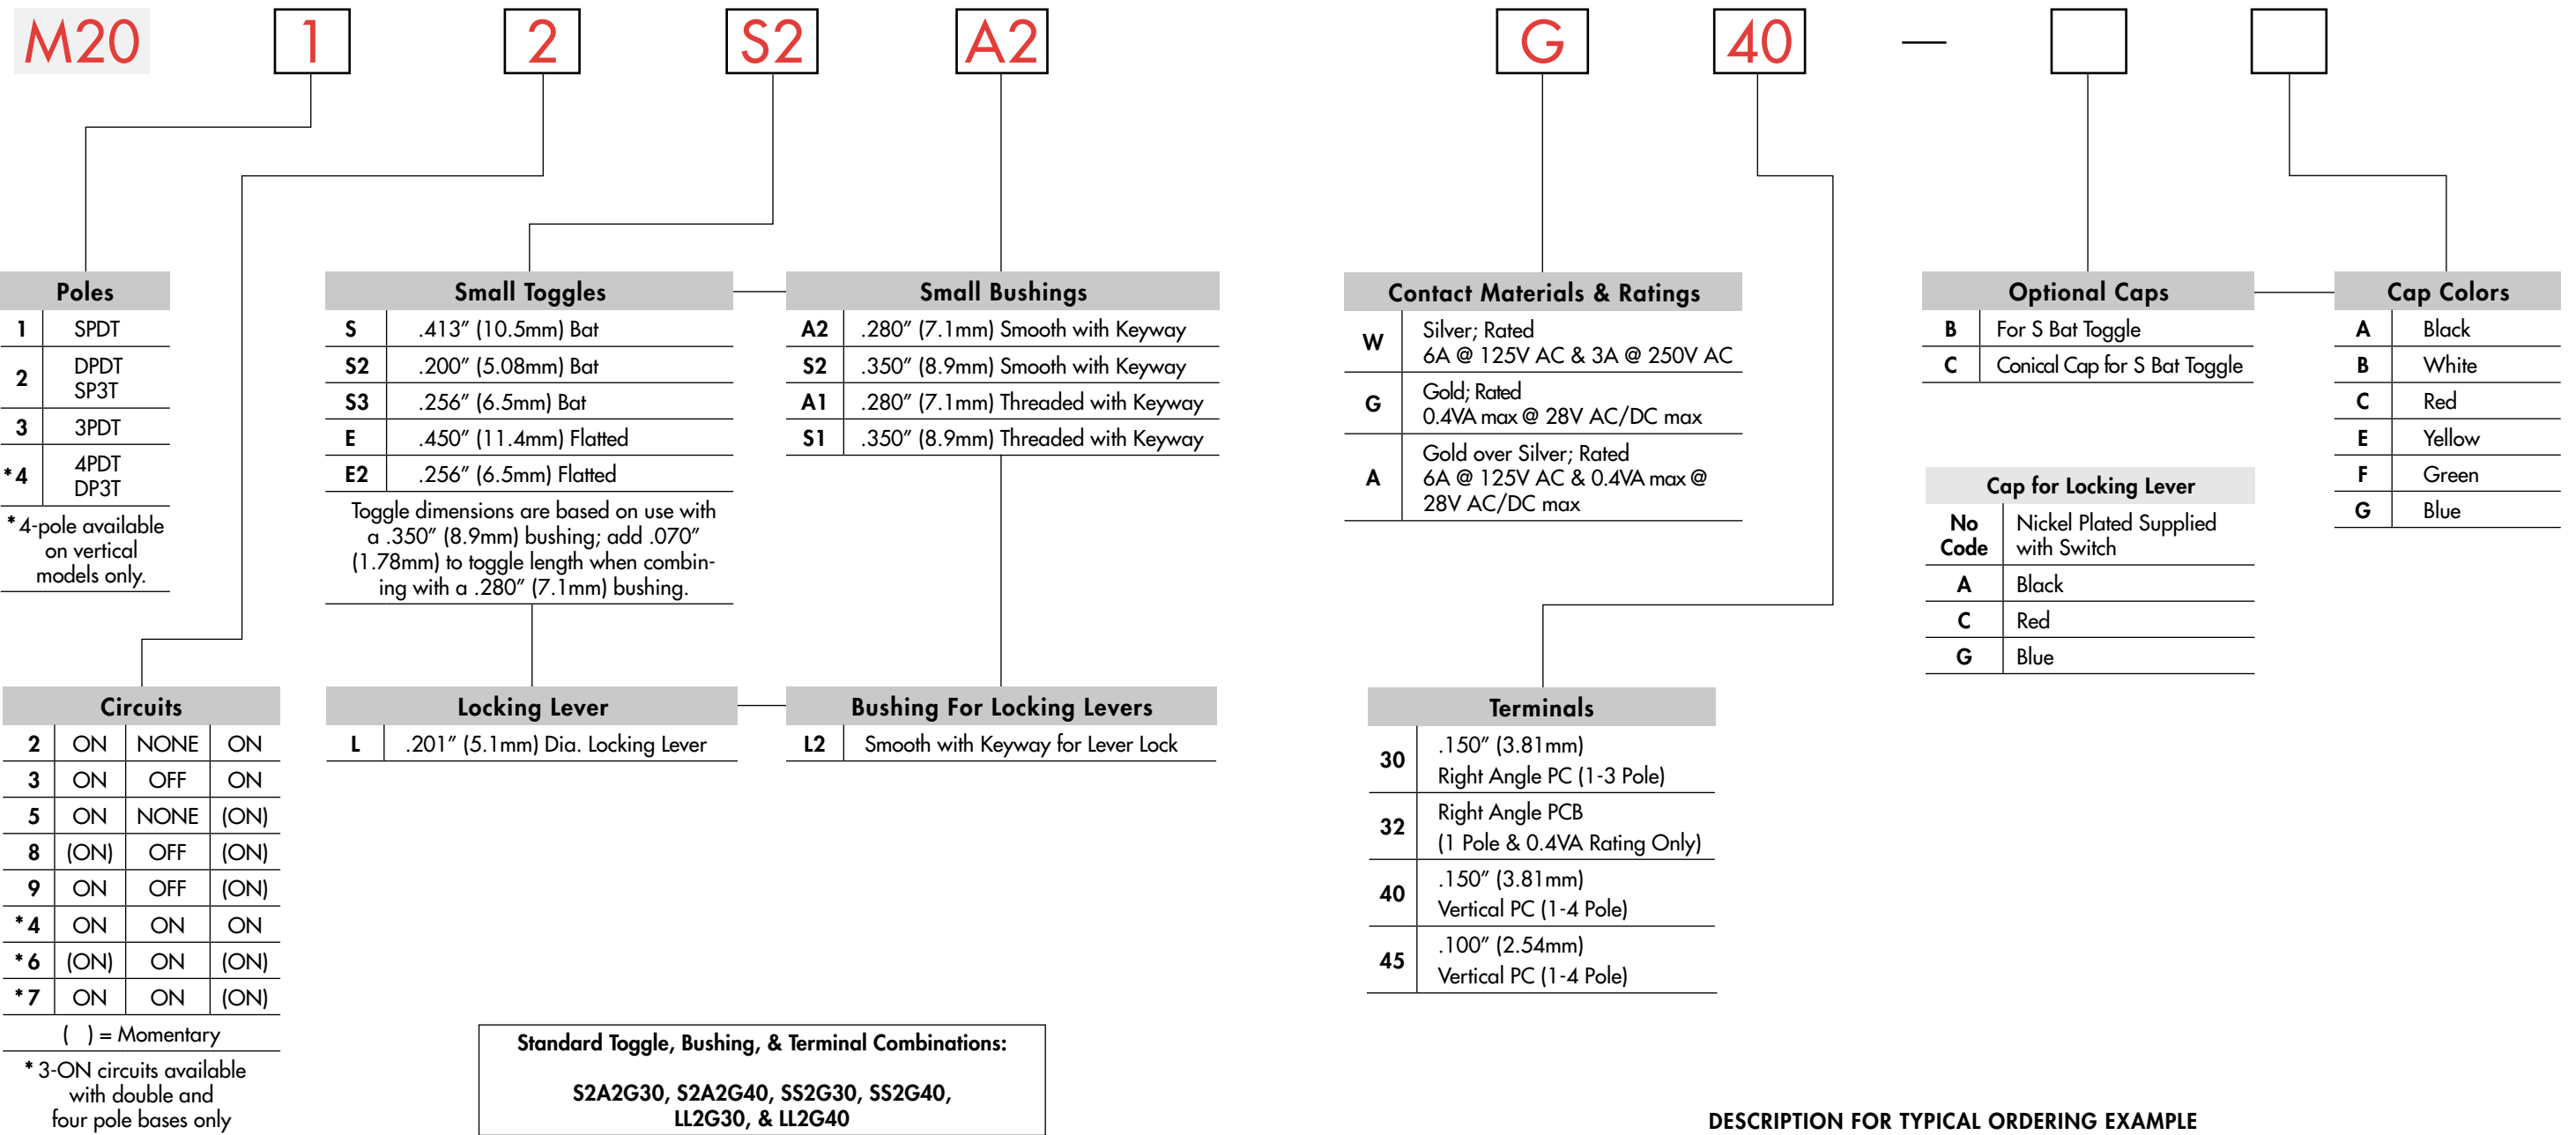 M20 1 2 S2 A2 G 40 —
Poles
1 SPDT
2 DPDT
SP3T
3 3PDT
*4 4PDT
DP3T
* 4-pole available
on vertical
models only.
Circuits
2 ON NONE ON
3 ON OFF ON
5 ON NONE (ON)
8 (ON) OFF (ON)
9 ON OFF (ON)
*4 ON ON ON
*6 (ON) ON (ON)
*7 ON ON (ON)
( ) = Momentary
* 3-ON circuits available
with double and
four pole bases only
Small Toggles
S .413" (10.5mm) Bat
S2 .200" (5.08mm) Bat
S3 .256" (6.5mm) Bat
E .450" (11.4mm) Flatted
E2 .256" (6.5mm) Flatted
Toggle dimensions are based on use with
a .350" (8.9mm) bushing; add .070"
(1.78mm) to toggle length when combin-
ing with a .280" (7.1mm) bushing.
Locking Lever
L .201" (5.1mm) Dia. Locking Lever
Small Bushings
A2 .280" (7.1mm) Smooth with Keyway
S2 .350" (8.9mm) Smooth with Keyway
A1 .280" (7.1mm) Threaded with Keyway
S1 .350" (8.9mm) Threaded with Keyway
Bushing For Locking Levers
L2 Smooth with Keyway for Lever Lock
Standard Toggle, Bushing, & Terminal Combinations:
S2A2G30, S2A2G40, SS2G30, SS2G40,
LL2G30, & LL2G40
Contact Materials & Ratings
W Silver; Rated
6A @ 125V AC & 3A @ 250V AC
G Gold; Rated
0.4VA max @ 28V AC/DC max
A Gold over Silver; Rated
6A @ 125V AC & 0.4VA max @
28V AC/DC max
Terminals
30 .150" (3.81mm)
Right Angle PC (1-3 Pole)
32 Right Angle PCB
(1 Pole & 0.4VA Rating Only)
40 .150" (3.81mm)
Vertical PC (1-4 Pole)
45 .100" (2.54mm)
Vertical PC (1-4 Pole)
Optional Caps
B For S Bat Toggle
C Conical Cap for S Bat Toggle
Cap for Locking Lever
No Code Nickel Plated Supplied
with Switch
A Black
C Red
G Blue
Cap Colors
A Black
B White
C Red
E Yellow
F Green
G Blue
DESCRIPTION FOR TYPICAL ORDERING EXAMPLE